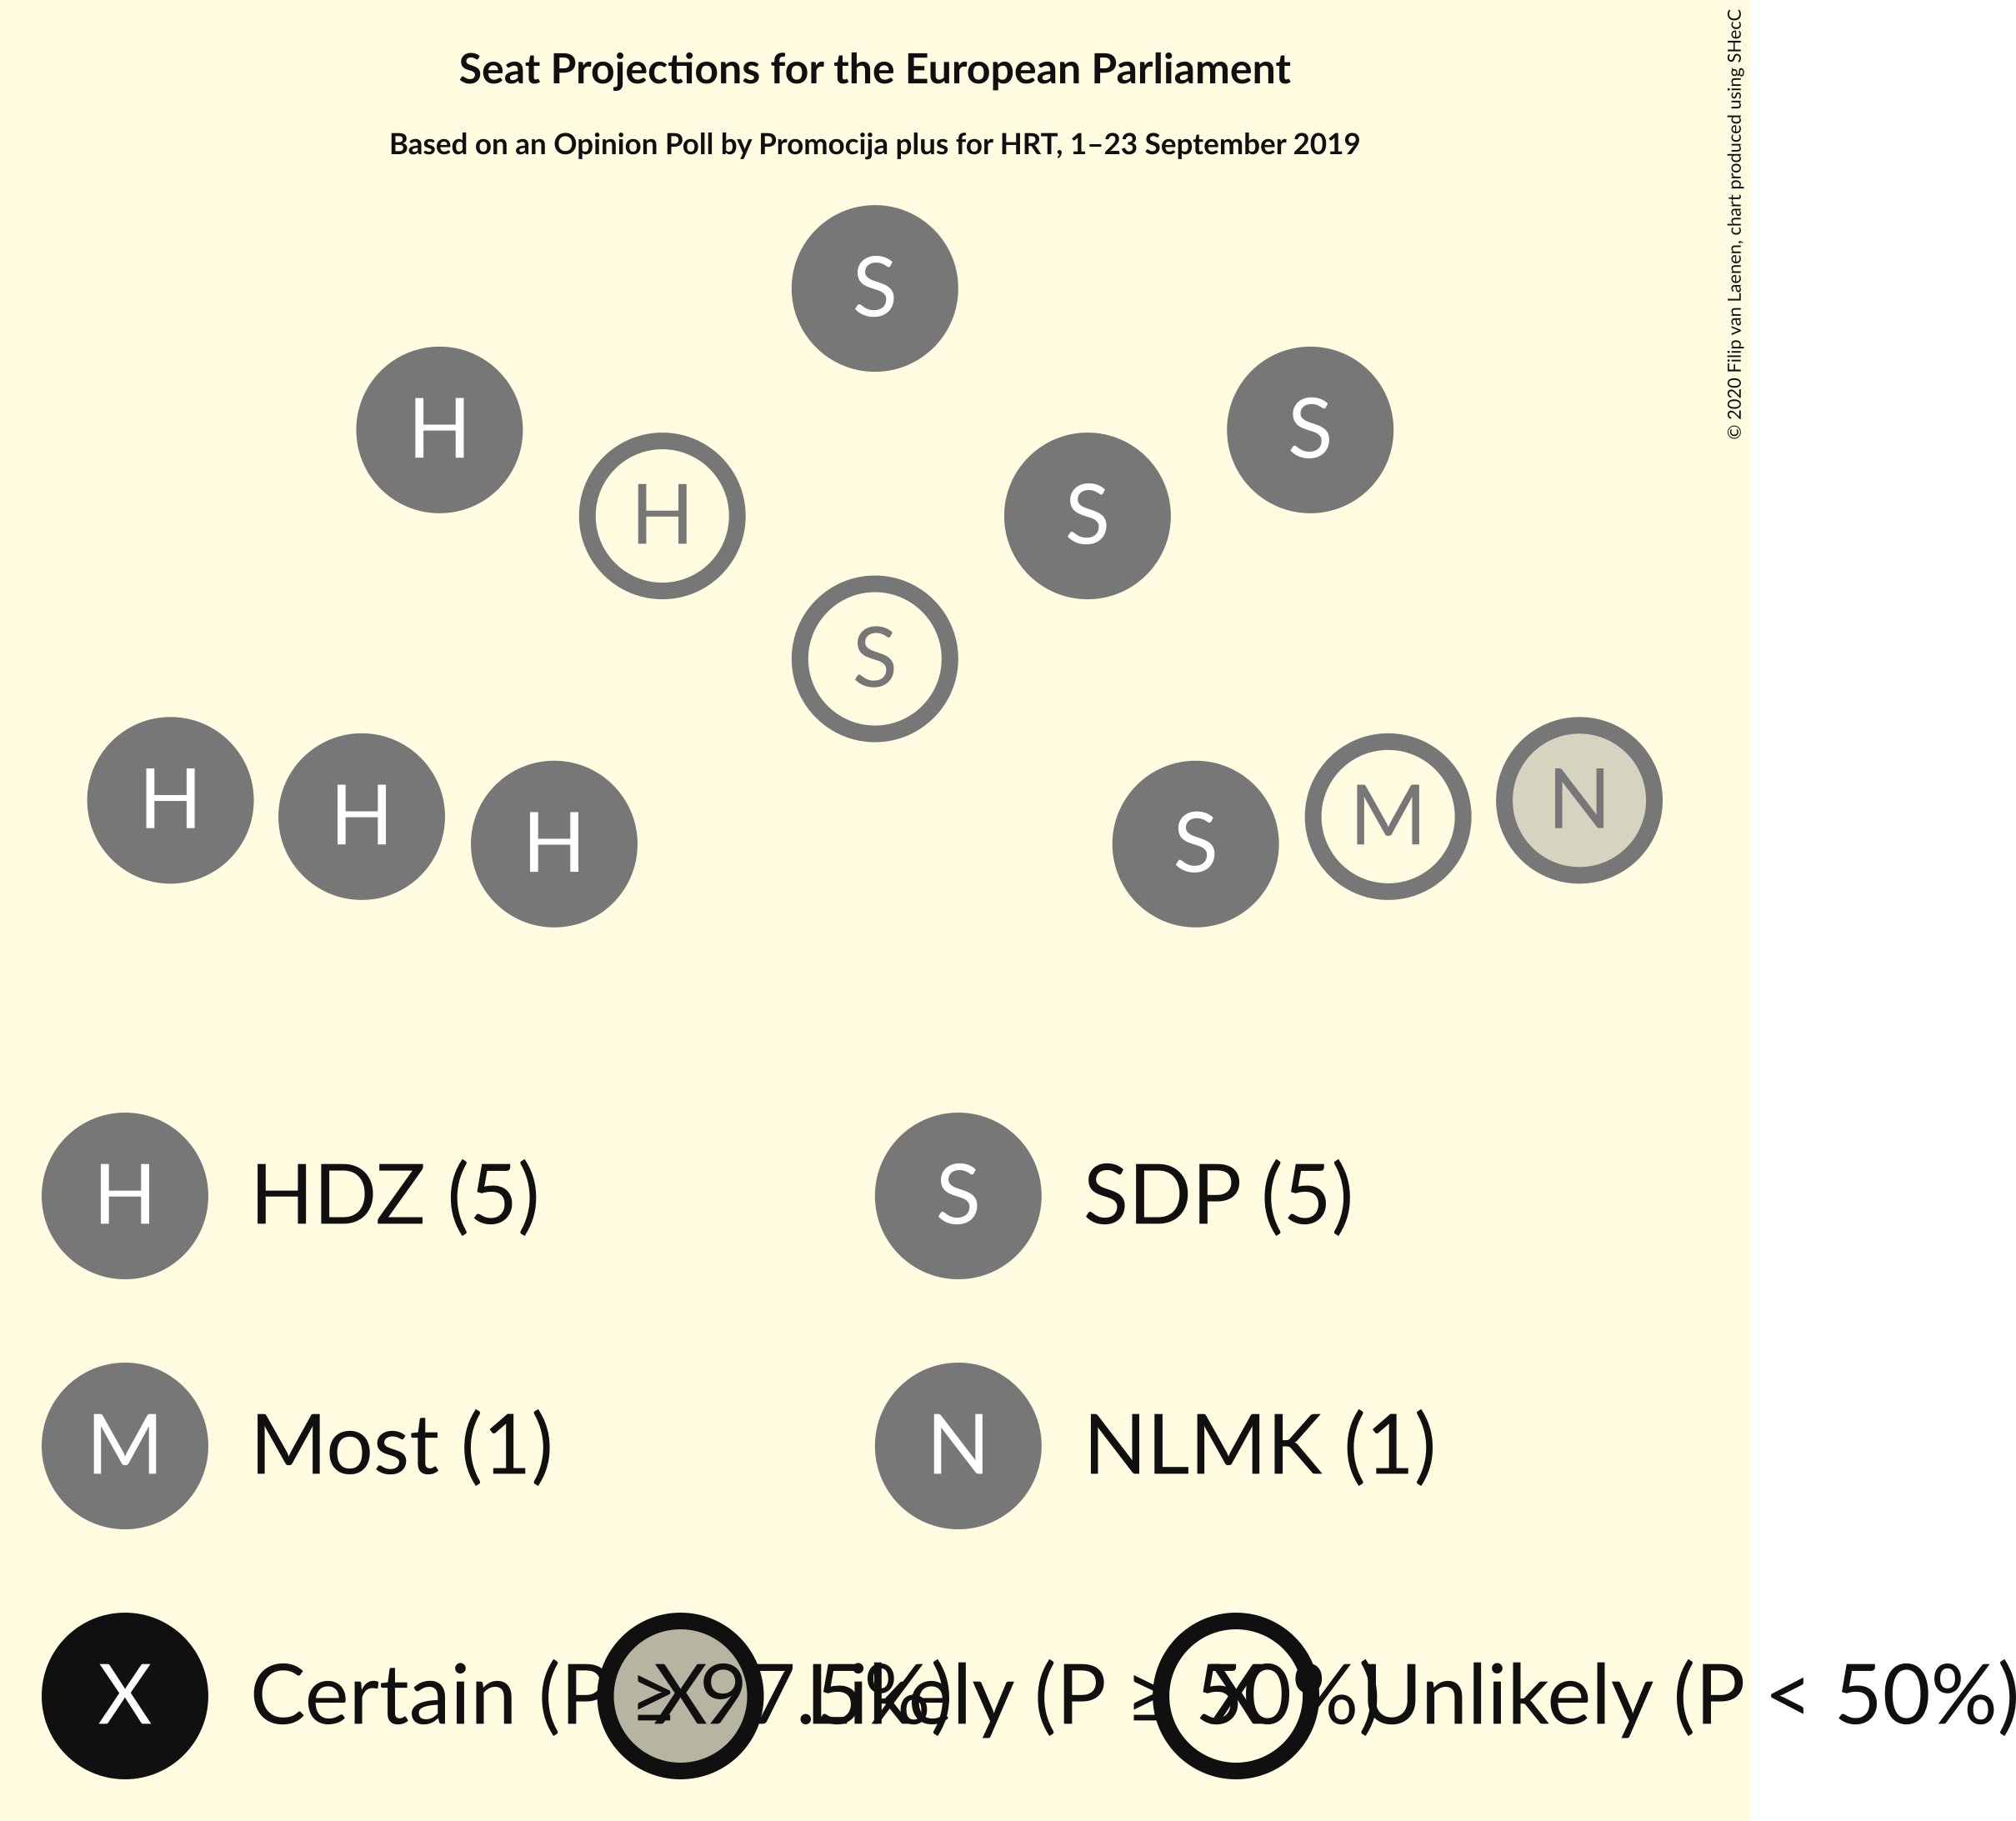 Seat Projections for the European Parliament
Based on an Opinion Poll by Promocija plus for HRT, 1–23 September 2019
© 2020 Filip van Laenen, chart produced using SHecC
S
H S
H S
S
H H H S M N
H HDZ (5) S SDP (5)
M Most (1) N NLMK (1)
X Certain (P ≥ 97.5%) X Likely (P ≥ 50%) X Unlikely (P < 50%)